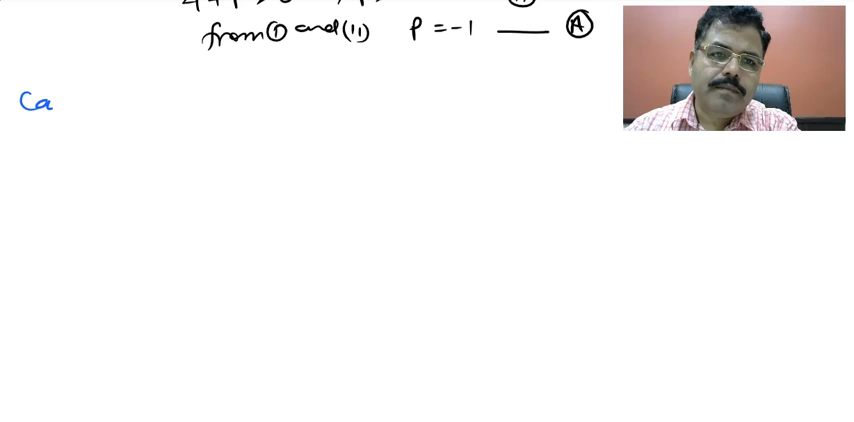 from ① and (11) P = -1 —— Ⓐ
Ca